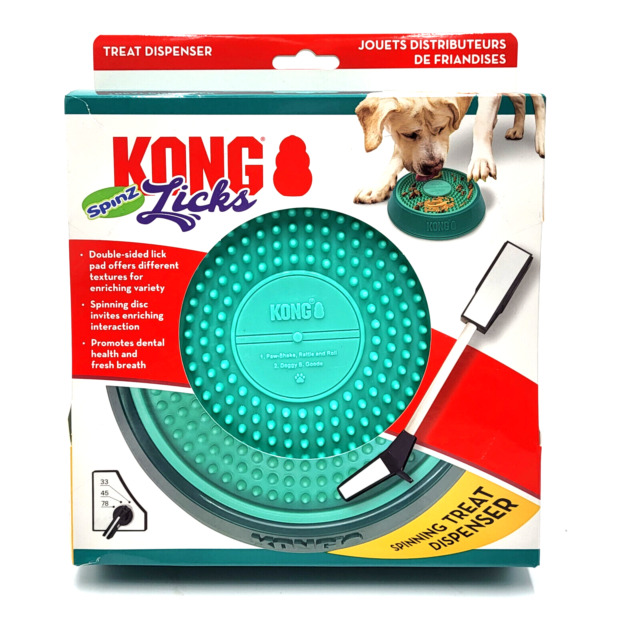 TREAT DISPENSER
JOUETS DISTRIBUTEURS
DE FRIANDISES
KONG
Spinz
Licks
KONG
• Double-sided lick
pad offers different
textures for
enriching variety
• Spinning disc
invites enriching
interaction
• Promotes dental
health and
fresh breath
KONG
1. Paw-Shake, Rattle and Roll
2. Doggy B. Goode
33
45
78
SPINNING TREAT
DISPENSER
KONG